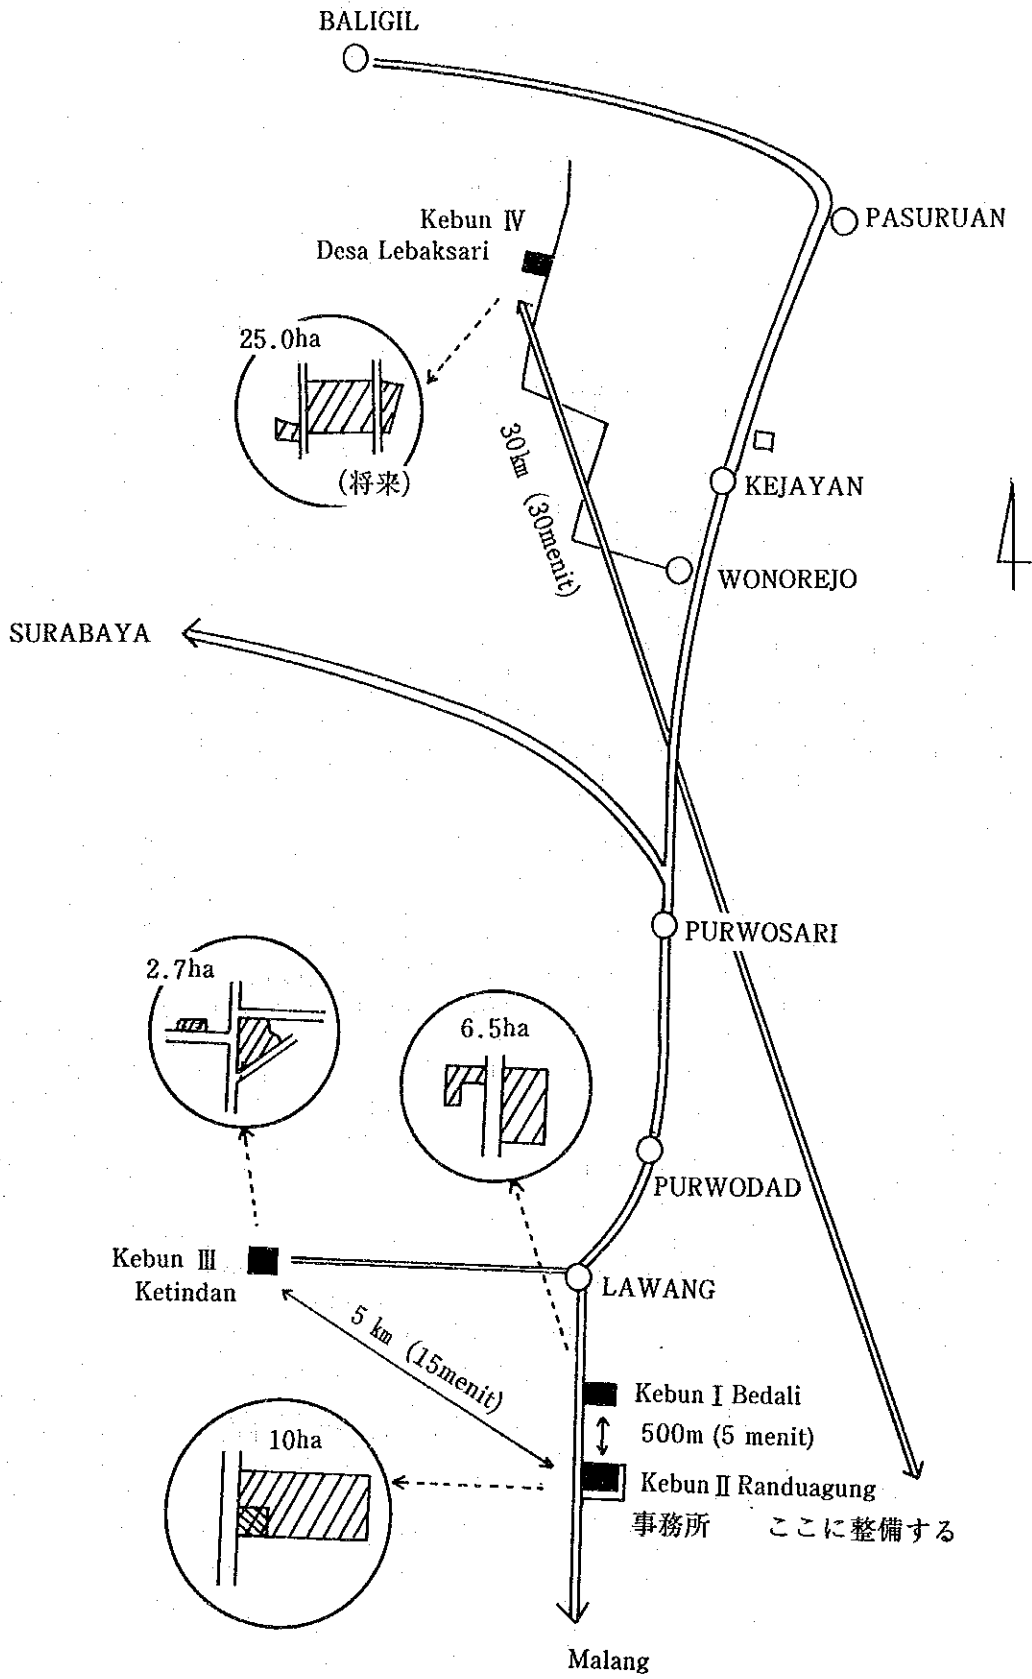 BALIGIL
PASURUAN
Kebun Ⅳ
Desa Lebaksari
25.0ha
(将来)
30㎞ (30menit)
KEJAYAN
WONOREJO
SURABAYA
PURWOSARI
2.7ha
6.5ha
PURWODAD
Kebun Ⅲ
Ketindan
LAWANG
5 ㎞ (15menit)
Kebun Ⅰ Bedali
500m (5 menit)
10ha
Kebun Ⅱ Randuagung
事務所 ここに整備する
Malang